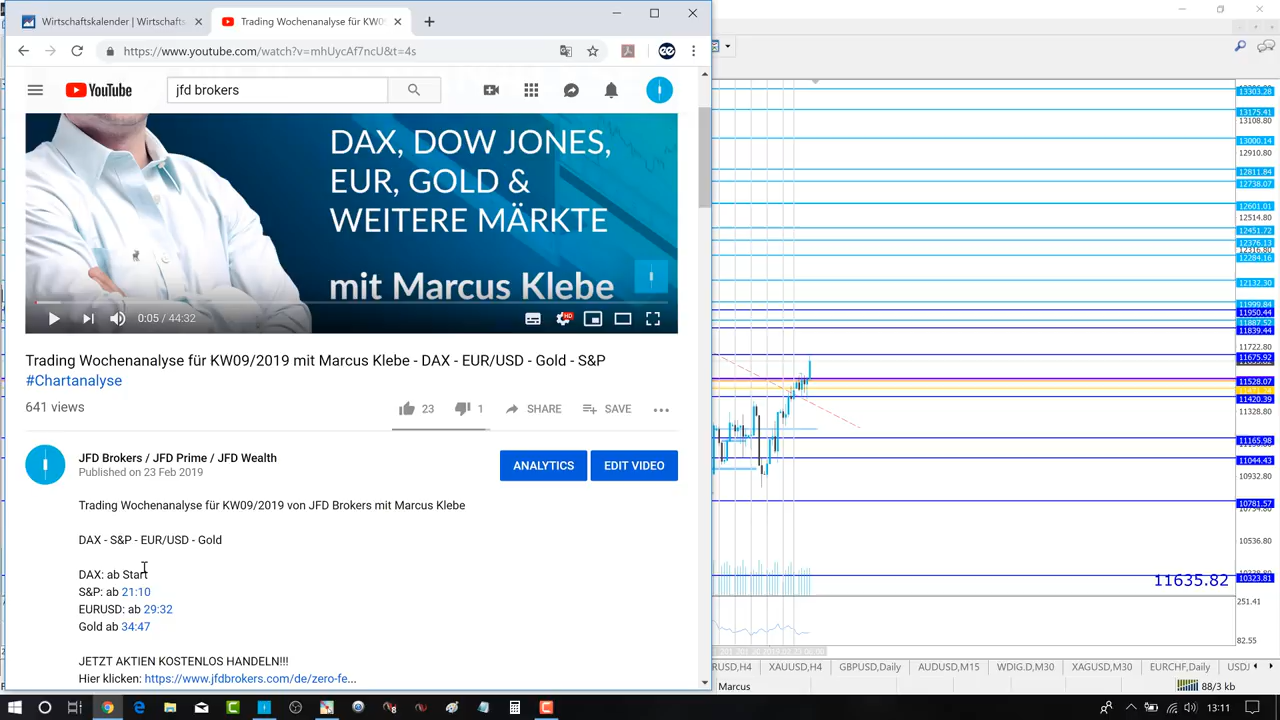 Wirtschaftskalender | Wirtschafts
Trading Wochenanalyse für KW09
https://www.youtube.com/watch?v=mhUycAf7ncU&t=4s
YouTube
jfd brokers
DAX, DOW JONES,
EUR, GOLD &
WEITERE MÄRKTE
mit Marcus Klebe
0:05 / 44:32
HD
Trading Wochenanalyse für KW09/2019 mit Marcus Klebe - DAX - EUR/USD - Gold - S&P
#Chartanalyse
641 views
23
1
SHARE
SAVE
JFD Brokers / JFD Prime / JFD Wealth
Published on 23 Feb 2019
ANALYTICS
EDIT VIDEO
Trading Wochenanalyse für KW09/2019 von JFD Brokers mit Marcus Klebe
DAX - S&P - EUR/USD - Gold
DAX: ab Start
S&P: ab 21:10
EURUSD: ab 29:32
Gold ab 34:47
JETZT AKTIEN KOSTENLOS HANDELN!!!
Hier klicken: https://www.jfdbrokers.com/de/zero-fe...
13303.28
13175.41
13108.80
13000.14
12910.80
12811.84
12738.07
12601.01
12514.80
12451.72
12376.13
12316.80
12284.16
12132.30
11999.84
11950.44
11887.52
11839.44
11722.80
11675.92
11528.07
11420.39
11328.80
11165.98
11044.43
10932.80
10781.57
10536.80
10323.81
11635.82
251.41
82.55
RUSD,H4
XAUUSD,H4
GBPUSD,Daily
AUDUSD,M15
WDIG.D,M30
XAGUSD,M30
EURCHF,Daily
USDJ
Marcus
88/3 kb
13:11